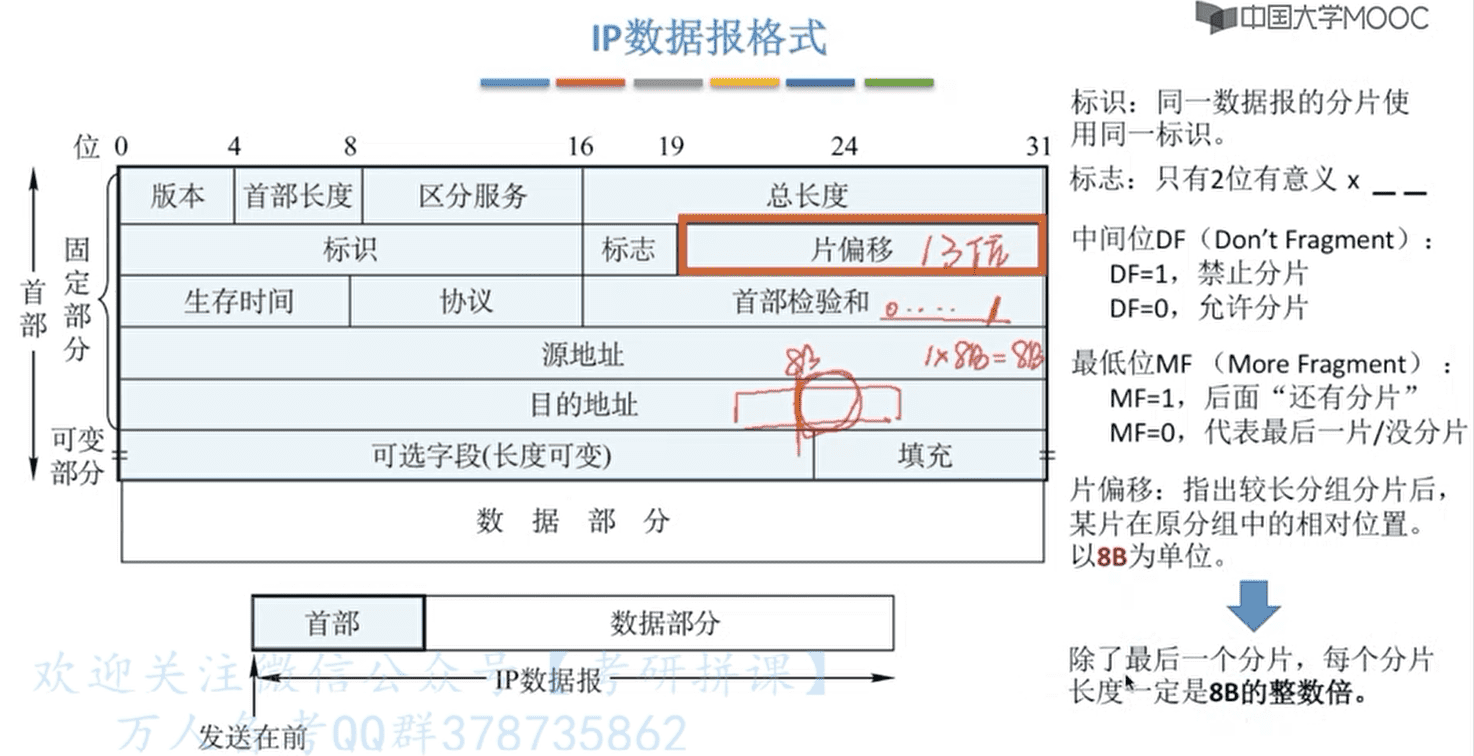 中国大学MOOC
IP数据报格式
位 0 4 8 16 19 24 31
版本 首部长度 区分服务 总长度
标识 标志 片偏移 13位
生存时间 协议 首部检验和 0....1
源地址 8B 1×8B=8B
目的地址
可选字段(长度可变) 填充
数据部分
首部
固定部分
可变
部分
首部 数据部分
IP数据报
发送在前
标识：同一数据报的分片使
用同一标识。
标志：只有2位有意义 x _ _
中间位DF（Don't Fragment）：
DF=1，禁止分片
DF=0，允许分片
最低位MF （More Fragment）：
MF=1，后面“还有分片”
MF=0，代表最后一片/没分片
片偏移：指出较长分组分片后，
某片在原分组中的相对位置。
以8B为单位。
除了最后一个分片，每个分片
长度一定是8B的整数倍。
欢迎关注微信公众号【考研拼课】
万人备考QQ群378735862